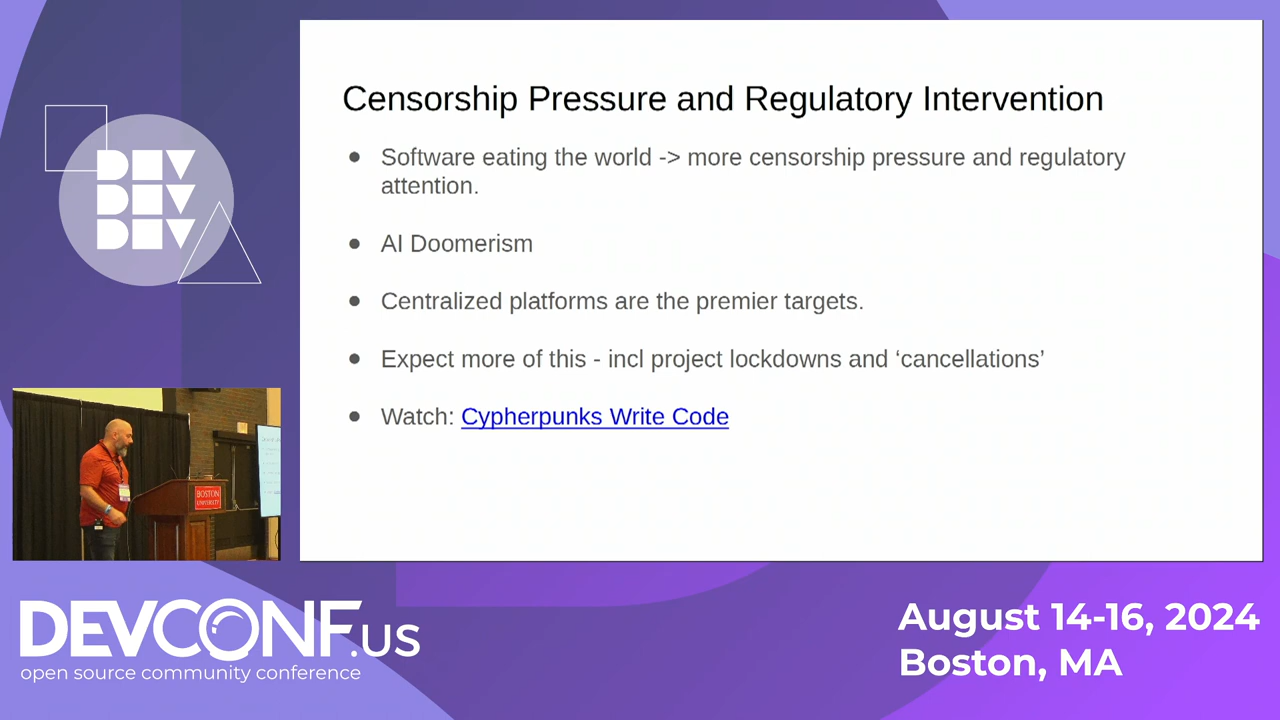 Censorship Pressure and Regulatory Intervention
● Software eating the world -> more censorship pressure and regulatory
attention.
● AI Doomerism
● Centralized platforms are the premier targets.
● Expect more of this - incl project lockdowns and ‘cancellations’
● Watch: Cypherpunks Write Code
DEV
DEV
DEV
BOSTON
UNIVERSITY
DEVCONF.US
open source community conference
August 14-16, 2024
Boston, MA